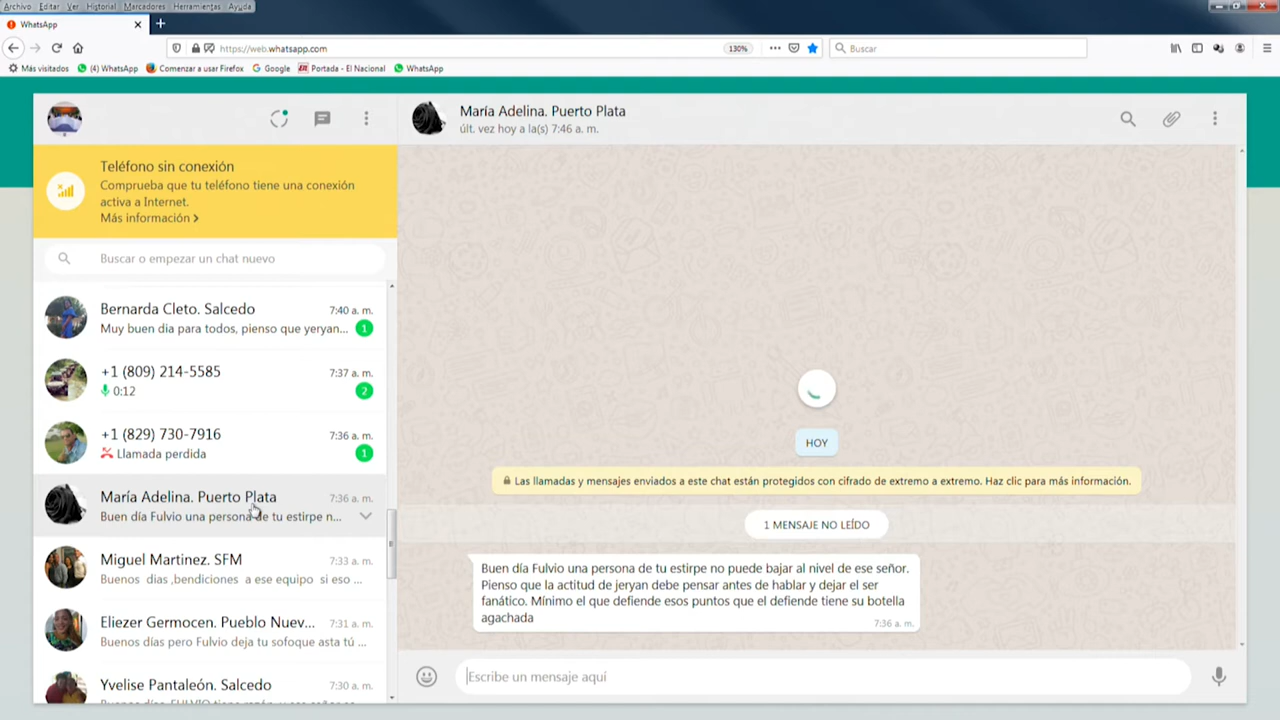 Archivo Editar Ver Historial Marcadores Herramientas Ayuda
WhatsApp
https://web.whatsapp.com
130%
Buscar
Más visitados
(4) WhatsApp
Comenzar a usar Firefox
Google
Portada - El Nacional
WhatsApp
Teléfono sin conexión
Comprueba que tu teléfono tiene una conexión
activa a Internet.
Más información
Buscar o empezar un chat nuevo
Bernarda Cleto. Salcedo 7:40 a. m.
Muy buen dia para todos, pienso que yeryan... 1
+1 (809) 214-5585 7:37 a. m.
0:12 2
+1 (829) 730-7916 7:36 a. m.
Llamada perdida 1
María Adelina. Puerto Plata 7:36 a. m.
Buen día Fulvio una persona de tu estirpe n...
Miguel Martinez. SFM 7:33 a. m.
Buenos dias ,bendiciones a ese equipo si eso ...
Eliezer Germocen. Pueblo Nuev... 7:31 a. m.
Buenos días pero Fulvio deja tu sofoque asta tú ...
Yvelise Pantaleón. Salcedo 7:30 a. m.
María Adelina. Puerto Plata
últ. vez hoy a la(s) 7:46 a. m.
HOY
Las llamadas y mensajes enviados a este chat están protegidos con cifrado de extremo a extremo. Haz clic para más información.
1 MENSAJE NO LEÍDO
Buen día Fulvio una persona de tu estirpe no puede bajar al nivel de ese señor.
Pienso que la actitud de jeryan debe pensar antes de hablar y dejar el ser
fanático. Mínimo el que defiende esos puntos que el defiende tiene su botella
agachada
7:36 a. m.
Escribe un mensaje aquí